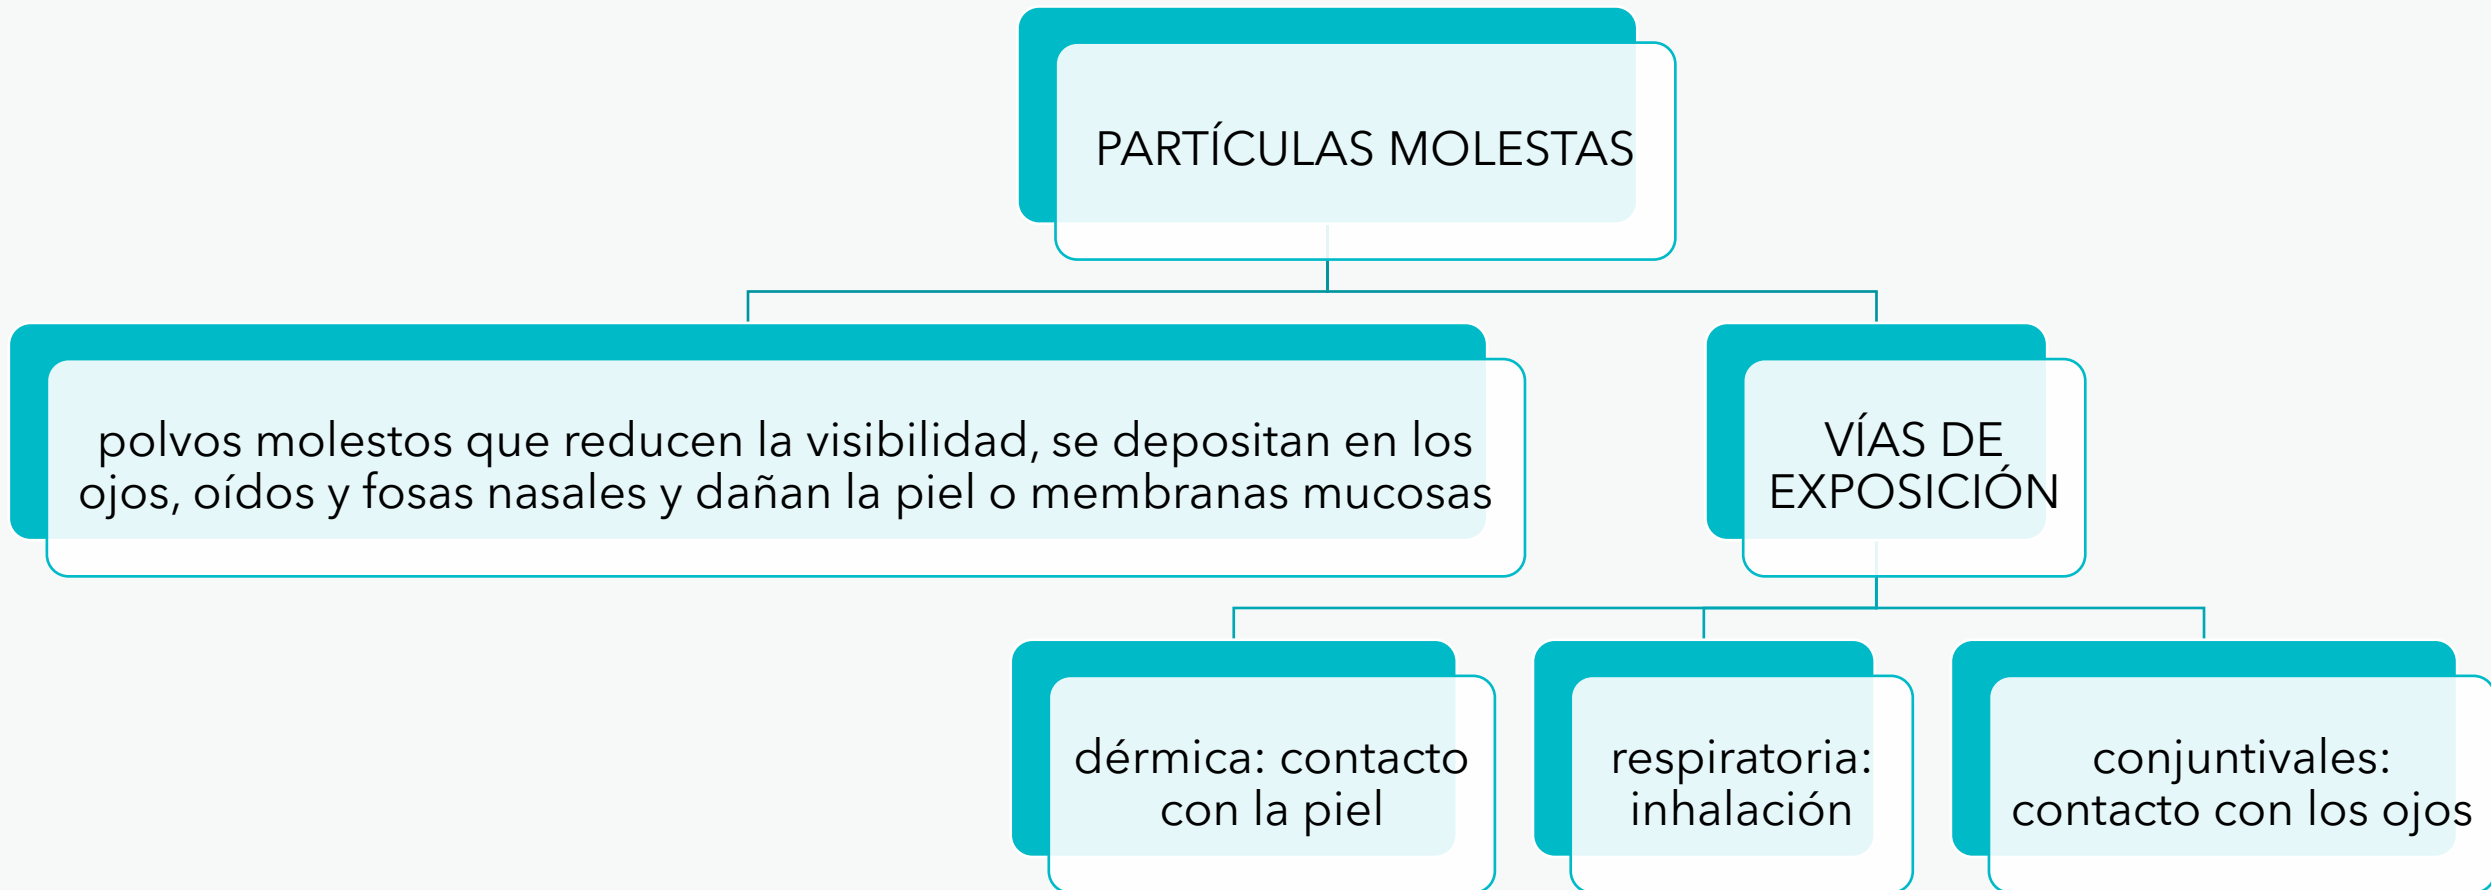 PARTÍCULAS MOLESTAS
polvos molestos que reducen la visibilidad, se depositan en los
ojos, oídos y fosas nasales y dañan la piel o membranas mucosas
VÍAS DE
EXPOSICIÓN
dérmica: contacto
con la piel
respiratoria:
inhalación
conjuntivales:
contacto con los ojos